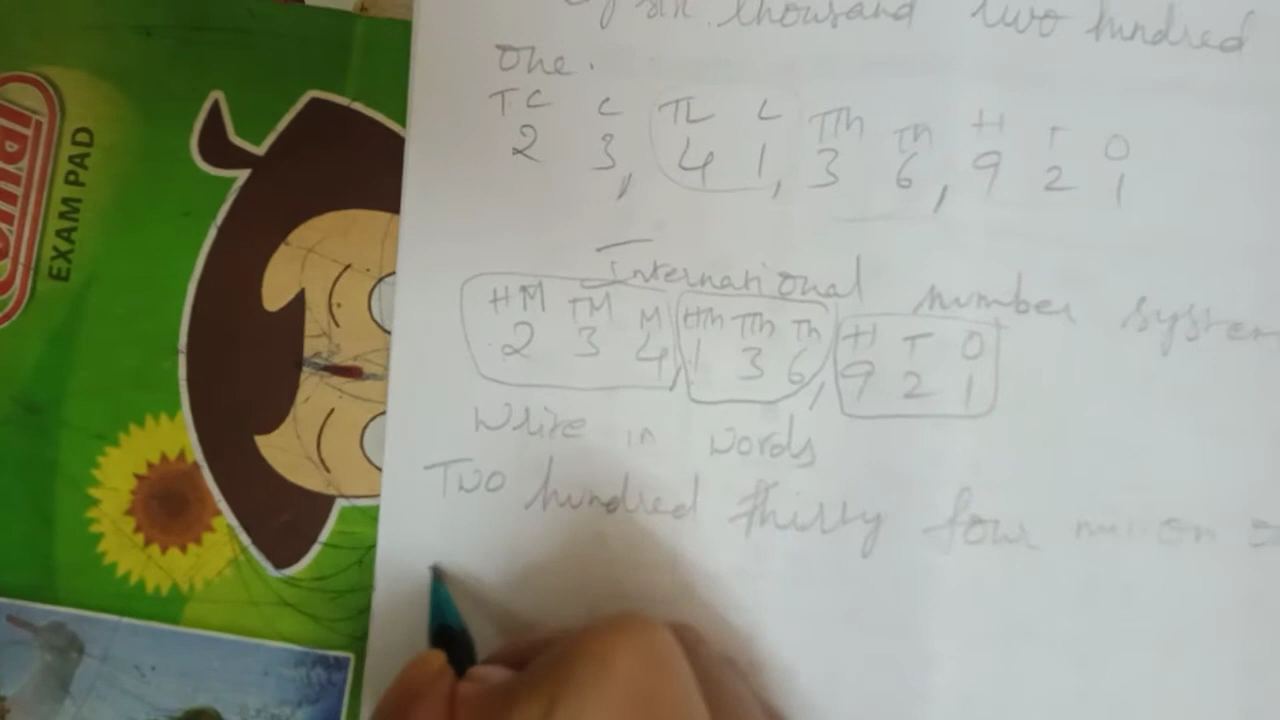 six thousand two hundred
one.
TC C TL L TTh Th H T O
2 3, 4 1, 3 6, 9 2 1
International number system
HM TM M HTh TTh Th H T O
2 3 4, 1 3 6, 9 2 1
Write in words
Two hundred thirty four million
EXAM PAD